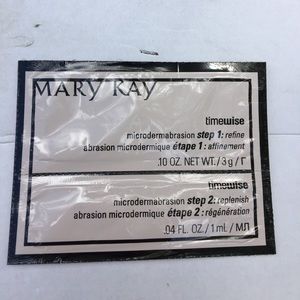 MARY KAY
timewise
microdermabrasion step 1: refine
abrasion microdermique étape 1 : affinement
.10 OZ. NET WT. / 3 g / Г
timewise
microdermabrasion step 2: replenish
abrasion microdermique étape 2 : régénération
.04 FL. OZ. / 1 mL / МЛ